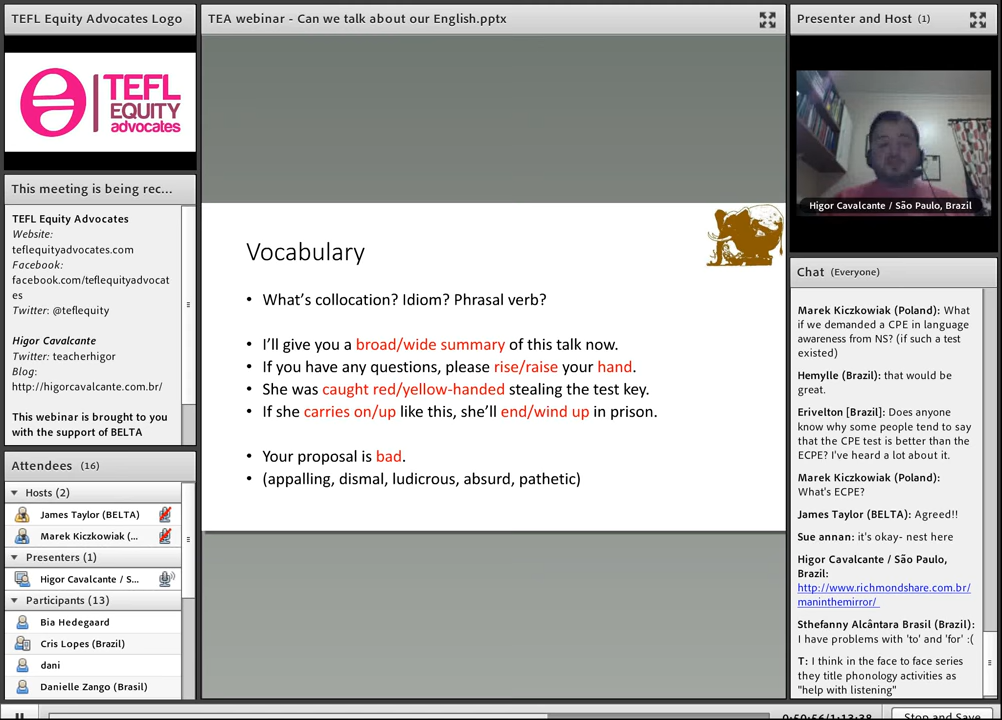 TEFL Equity Advocates Logo
TEFL
EQUITY
advocates
This meeting is being rec...
TEFL Equity Advocates
Website:
teflequityadvocates.com
Facebook:
facebook.com/teflequityadvocat
es
Twitter: @teflequity
Higor Cavalcante
Twitter: teacherhigor
Blog:
http://higorcavalcante.com.br/
This webinar is brought to you
with the support of BELTA
Attendees (16)
Hosts (2)
James Taylor (BELTA)
Marek Kiczkowiak (...
Presenters (1)
Higor Cavalcante / S...
Participants (13)
Bia Hedegaard
Cris Lopes (Brazil)
dani
Danielle Zango (Brasil)
TEA webinar - Can we talk about our English.pptx
Vocabulary
• What's collocation? Idiom? Phrasal verb?
• I'll give you a broad/wide summary of this talk now.
• If you have any questions, please rise/raise your hand.
• She was caught red/yellow-handed stealing the test key.
• If she carries on/up like this, she'll end/wind up in prison.
• Your proposal is bad.
• (appalling, dismal, ludicrous, absurd, pathetic)
Presenter and Host (1)
Higor Cavalcante / São Paulo, Brazil
Chat (Everyone)
Marek Kiczkowiak (Poland): What
if we demanded a CPE in language
awareness from NS? (if such a test
existed)
Hemylle (Brazil): that would be
great.
Erivelton [Brazil]: Does anyone
know why some people tend to say
that the CPE test is better than the
ECPE? I've heard a lot about it.
Marek Kiczkowiak (Poland):
What's ECPE?
James Taylor (BELTA): Agreed!!
Sue annan: it's okay- nest here
Higor Cavalcante / São Paulo,
Brazil:
http://www.richmondshare.com.br/
maninthemirror/
Sthefanny Alcântara Brasil (Brazil):
I have problems with 'to' and 'for' :(
T: I think in the face to face series
they title phonology activities as
"help with listening"
0:50:56/1:13:38
Stop and Save